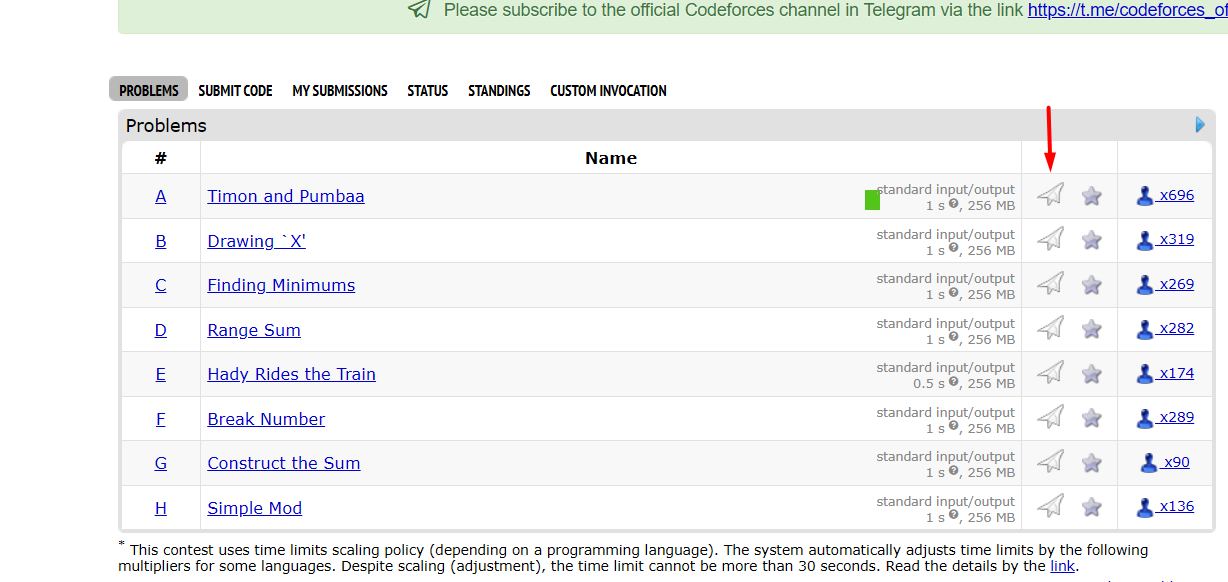 Please subscribe to the official Codeforces channel in Telegram via the link https://t.me/codeforces_of
PROBLEMS SUBMIT CODE MY SUBMISSIONS STATUS STANDINGS CUSTOM INVOCATION
Problems
# Name
A Timon and Pumbaa standard input/output x696
1 s ?, 256 MB
B Drawing `X' standard input/output x319
1 s ?, 256 MB
C Finding Minimums standard input/output x269
1 s ?, 256 MB
D Range Sum standard input/output x282
1 s ?, 256 MB
E Hady Rides the Train standard input/output x174
0.5 s ?, 256 MB
F Break Number standard input/output x289
1 s ?, 256 MB
G Construct the Sum standard input/output x90
1 s ?, 256 MB
H Simple Mod standard input/output x136
1 s ?, 256 MB
* This contest uses time limits scaling policy (depending on a programming language). The system automatically adjusts time limits by the following
multipliers for some languages. Despite scaling (adjustment), the time limit cannot be more than 30 seconds. Read the details by the link.